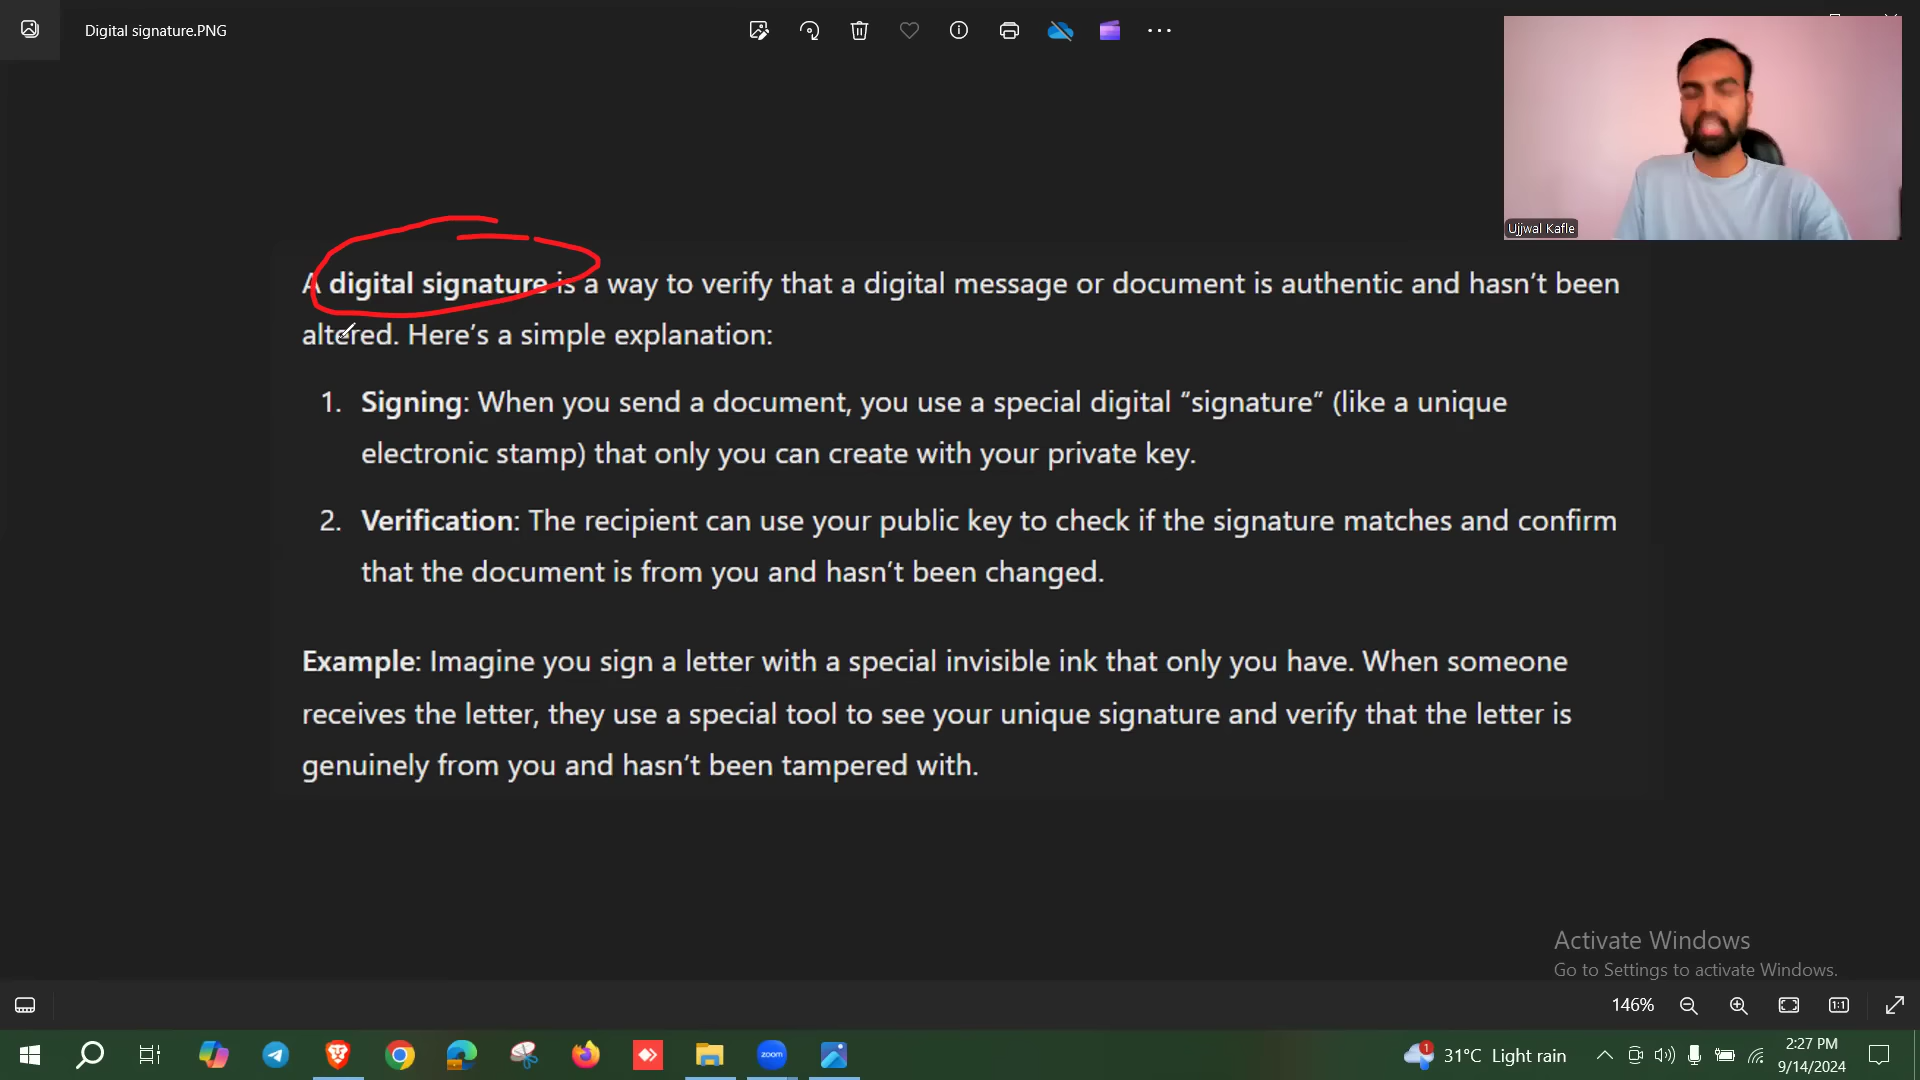 Digital signature.PNG
Ujjwal Kafle
A digital signature is a way to verify that a digital message or document is authentic and hasn’t been
altered. Here’s a simple explanation:
1. Signing: When you send a document, you use a special digital “signature” (like a unique
electronic stamp) that only you can create with your private key.
2. Verification: The recipient can use your public key to check if the signature matches and confirm
that the document is from you and hasn’t been changed.
Example: Imagine you sign a letter with a special invisible ink that only you have. When someone
receives the letter, they use a special tool to see your unique signature and verify that the letter is
genuinely from you and hasn’t been tampered with.
Activate Windows
Go to Settings to activate Windows.
146%
1:1
zoom
1
31°C Light rain
2:27 PM
9/14/2024